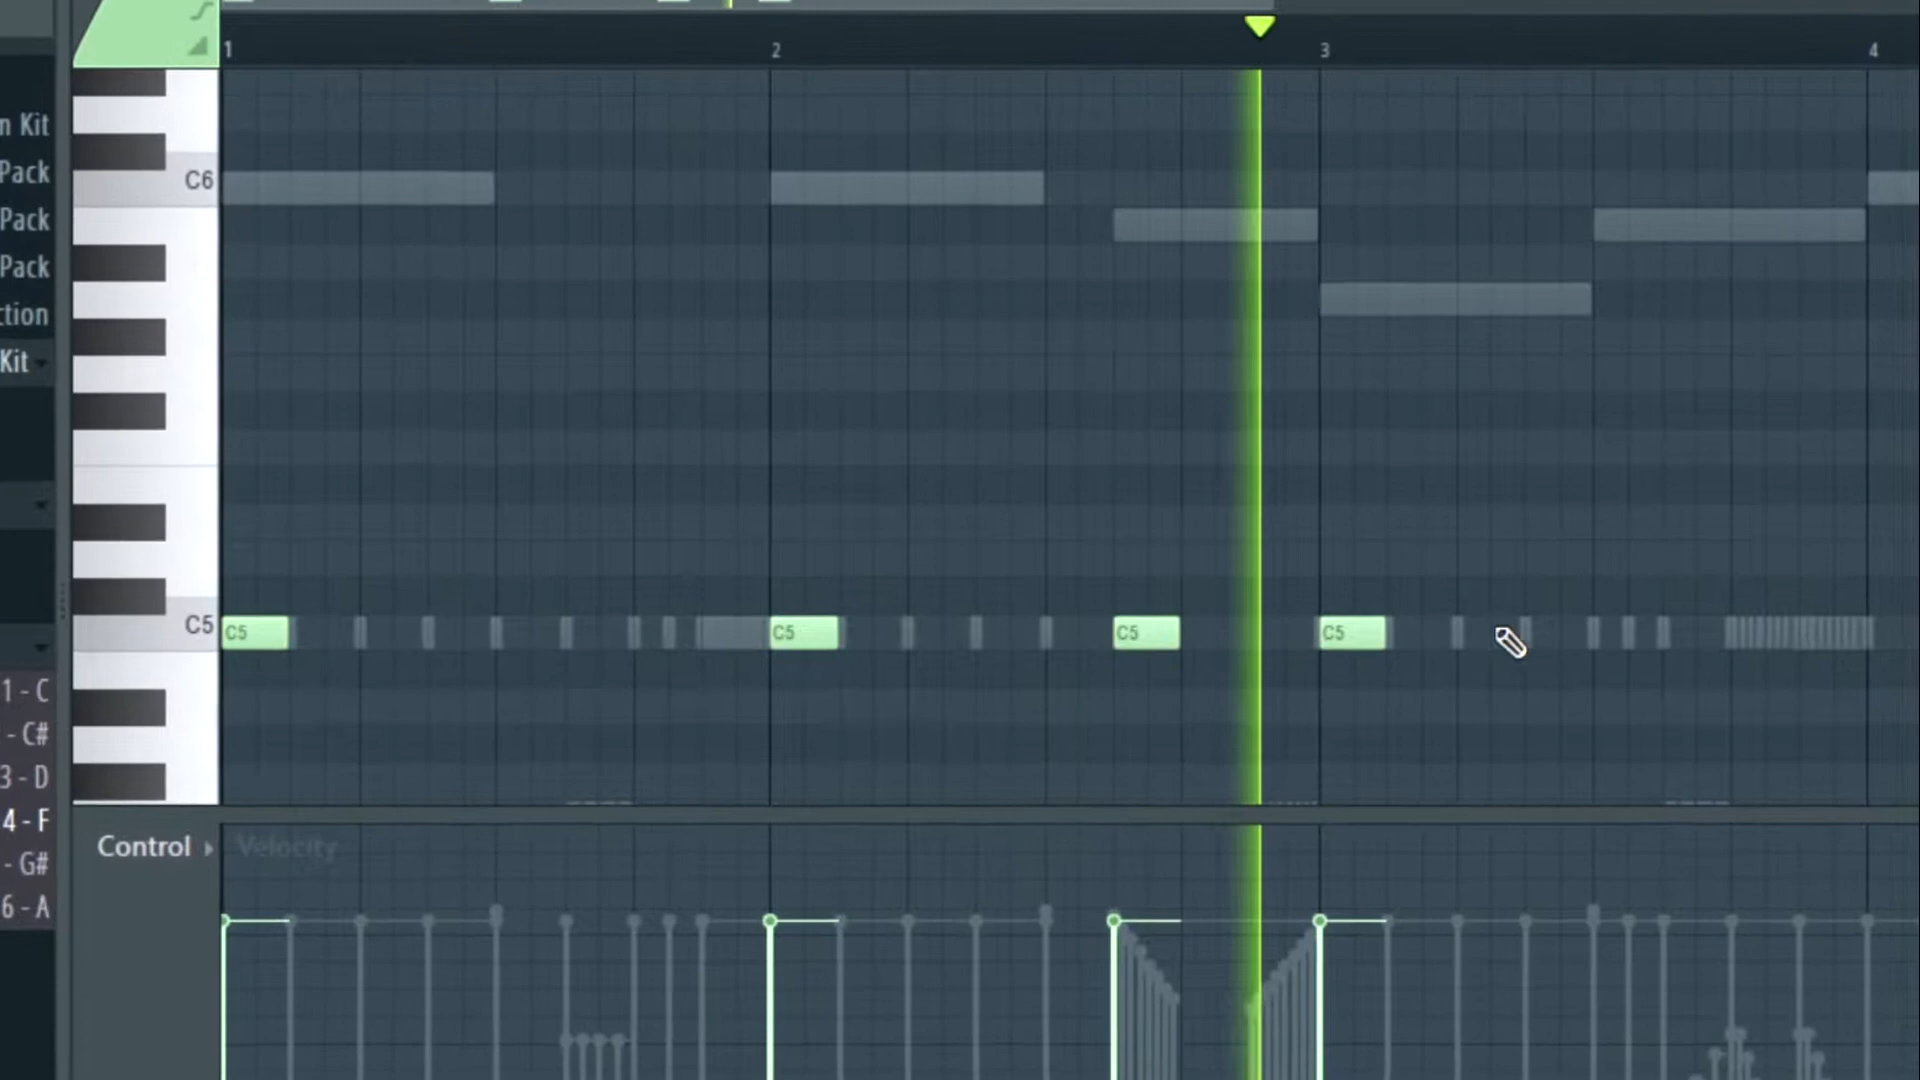 1 2 3 4
n Kit
Pack
C6
Pack
Pack
ction
Kit
C5 C5 C5 C5 C5
1 - C
- C#
3 - D
4 - F
Control Velocity
- G#
6 - A